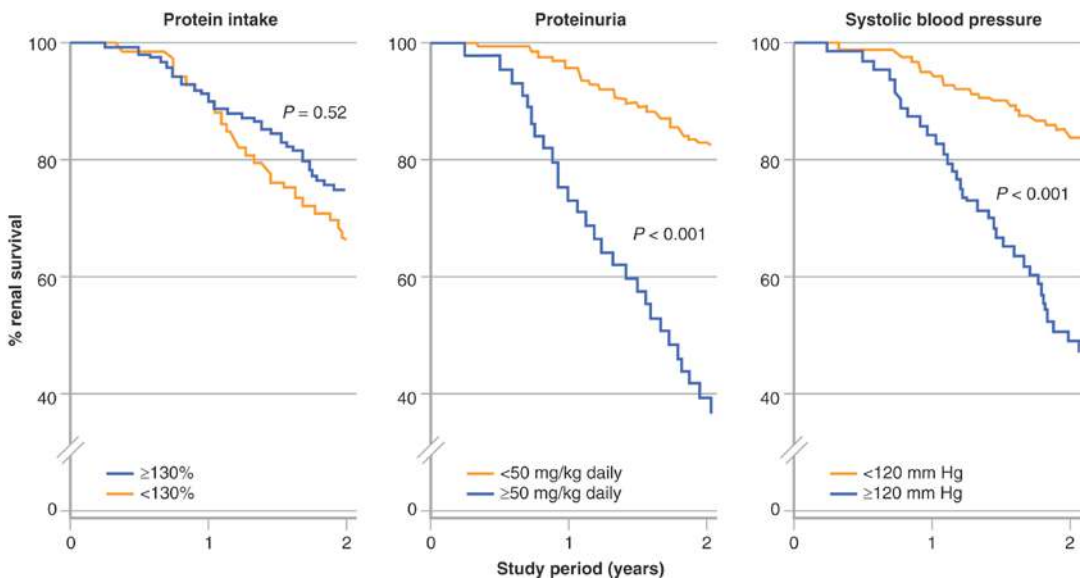 Protein intake
Proteinuria
Systolic blood pressure
% renal survival
100
80
60
40
0
P = 0.52
≥130%
<130%
0
1
2
100
80
60
40
0
P < 0.001
<50 mg/kg daily
≥50 mg/kg daily
0
1
2
100
80
60
40
0
P < 0.001
<120 mm Hg
≥120 mm Hg
0
1
2
Study period (years)